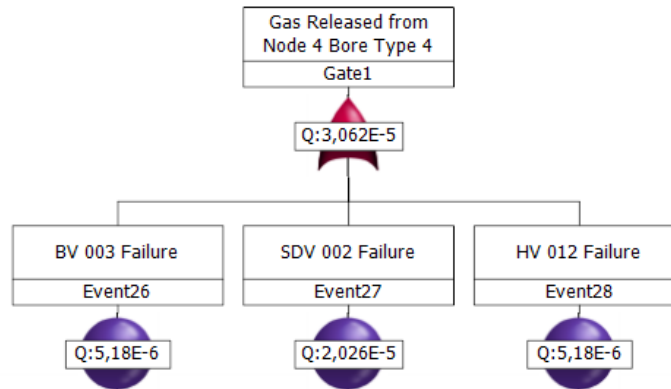 Gas Released from
Node 4 Bore Type 4
Gate1
Q:3,062E-5
BV 003 Failure
SDV 002 Failure
HV 012 Failure
Event26
Event27
Event28
Q:5,18E-6
Q:2,026E-5
Q:5,18E-6